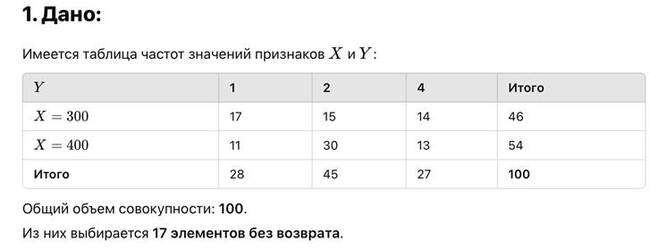 1. Дано:
Имеется таблица частот значений признаков X и Y:
Y 1 2 4 Итого
X = 300 17 15 14 46
X = 400 11 30 13 54
Итого 28 45 27 100
Общий объем совокупности: 100.
Из них выбирается 17 элементов без возврата.